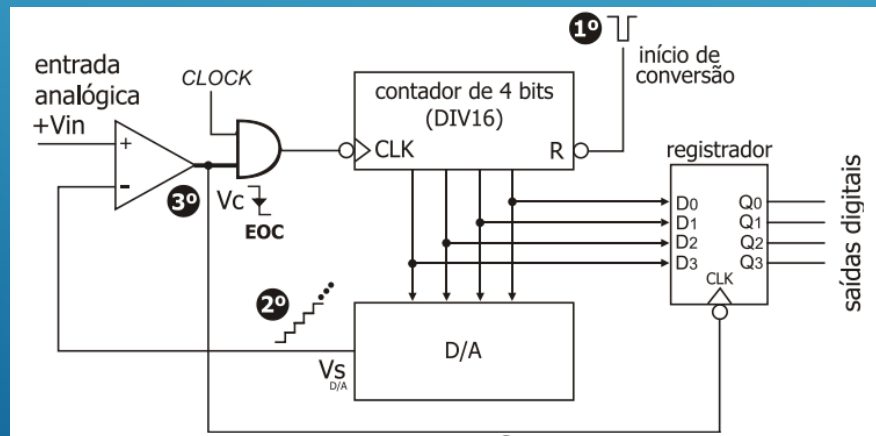 1º
início de
conversão
entrada
analógica
+Vin
CLOCK
contador de 4 bits
(DIV16)
CLK
R
registrador
+
-
3º
Vc
EOC
D0 Q0
D1 Q1
D2 Q2
D3 Q3
CLK
saídas digitais
2º
Vs
D/A
D/A